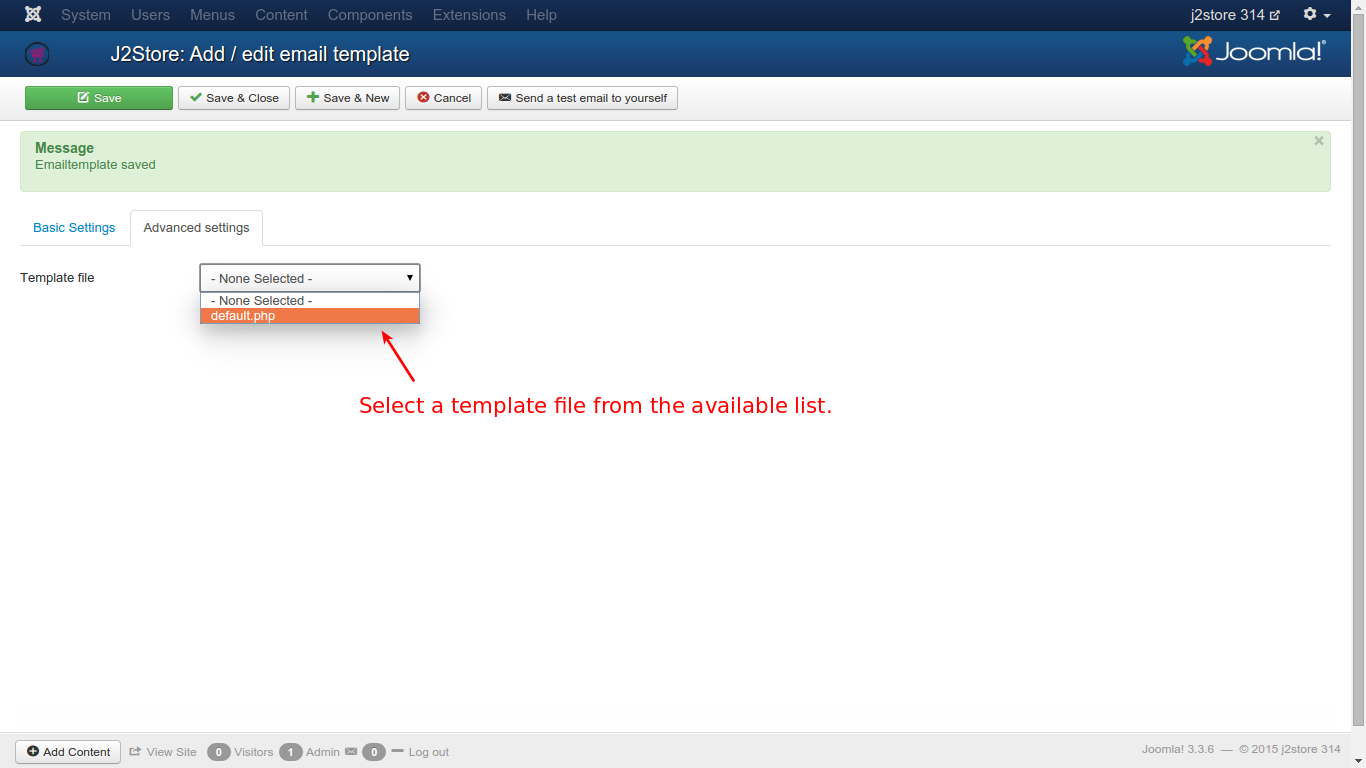 System Users Menus Content Components Extensions Help j2store 314
J2Store: Add / edit email template Joomla!®
Save Save & Close Save & New Cancel Send a test email to yourself
Message ×
Emailtemplate saved
Basic Settings Advanced settings
Template file - None Selected -
- None Selected -
default.php
Select a template file from the available list.
Add Content View Site 0 Visitors 1 Admin 0 Log out Joomla! 3.3.6 — © 2015 j2store 314